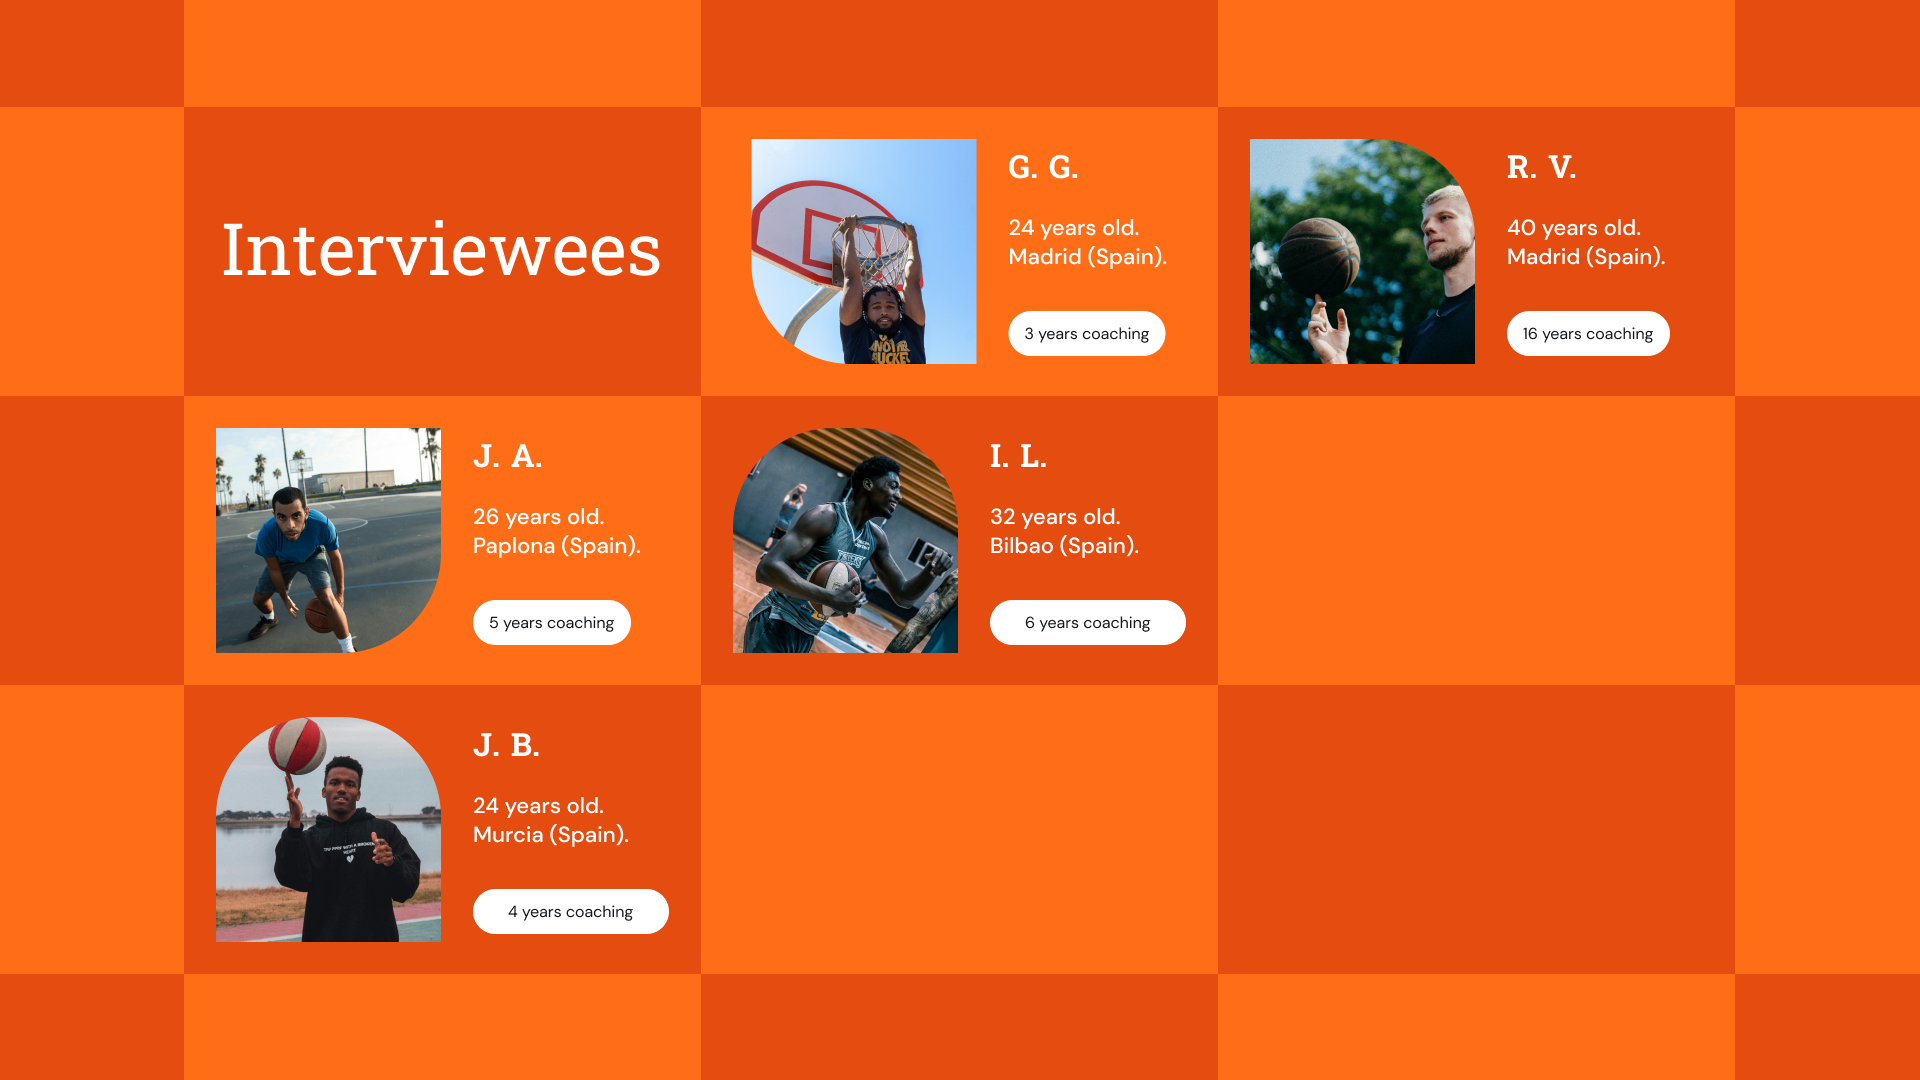 Interviewees
G. G.
24 years old.
Madrid (Spain).
3 years coaching
R. V.
40 years old.
Madrid (Spain).
16 years coaching
J. A.
26 years old.
Paplona (Spain).
5 years coaching
I. L.
32 years old.
Bilbao (Spain).
6 years coaching
J. B.
24 years old.
Murcia (Spain).
4 years coaching